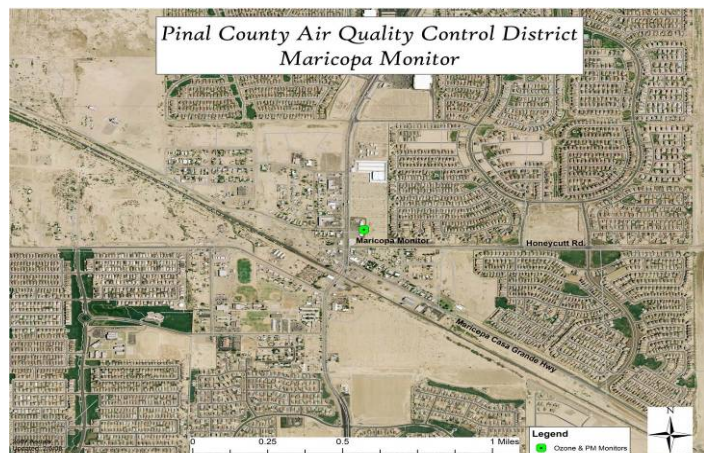 Pinal County Air Quality Control District
Maricopa Monitor
Maricopa Monitor
Honeycutt Rd.
Maricopa Casa Grande Hwy
N
0 0.25 0.5 1 Miles
Legend
Ozone & PM Monitors